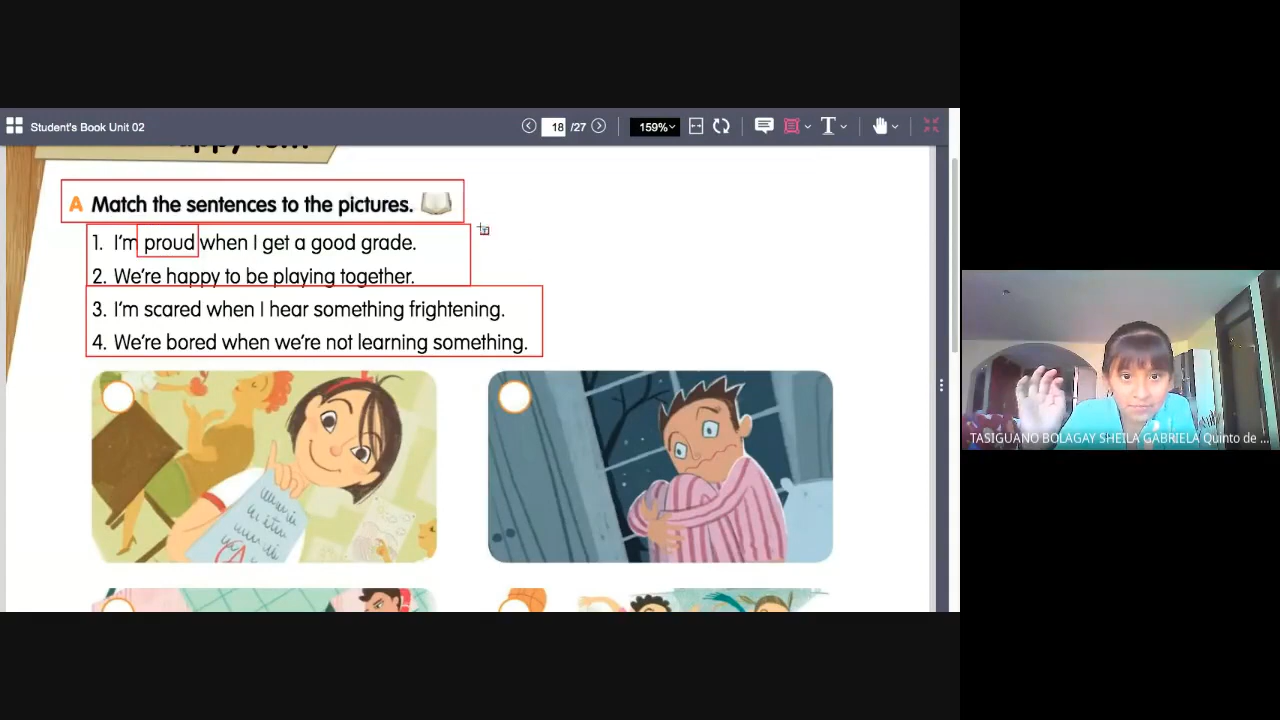 Student's Book Unit 02
18 /27
159%
T
A Match the sentences to the pictures.
1. I'm proud when I get a good grade.
2. We're happy to be playing together.
3. I'm scared when I hear something frightening.
4. We're bored when we're not learning something.
A
TASIGUANO BOLAGAY SHEILA GABRIELA Quinto de ...